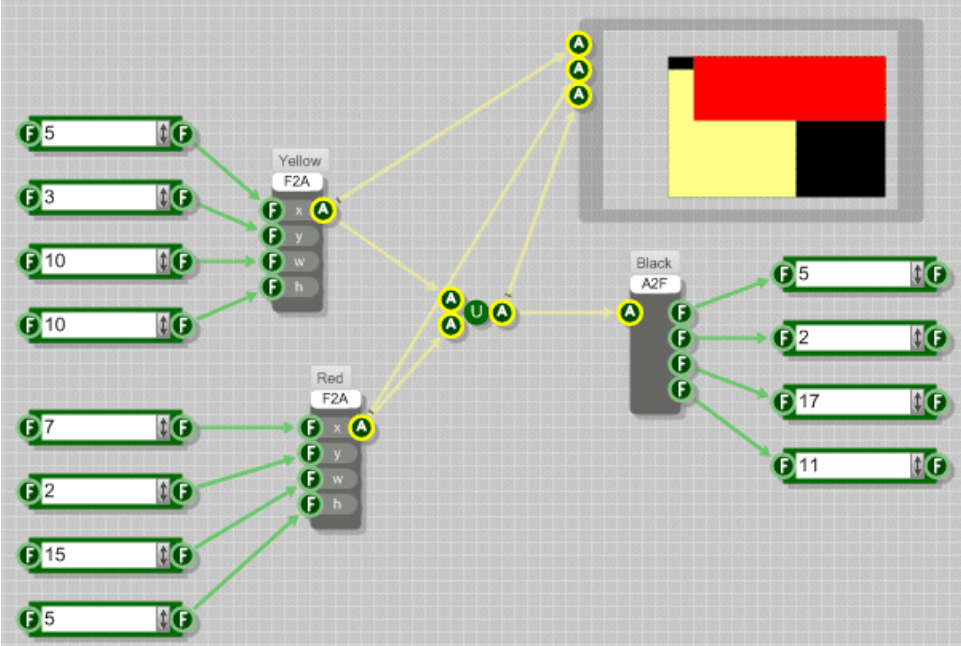 A
A
A
F 5 F
F 3 F
F 10 F
F 10 F
Yellow
F2A
F x A
F y
F w
F h
A
A U A
Black
A2F
A F
F
F
F
F 5 F
F 2 F
F 17 F
F 11 F
Red
F2A
F x A
F y
F w
F h
F 7 F
F 2 F
F 15 F
F 5 F